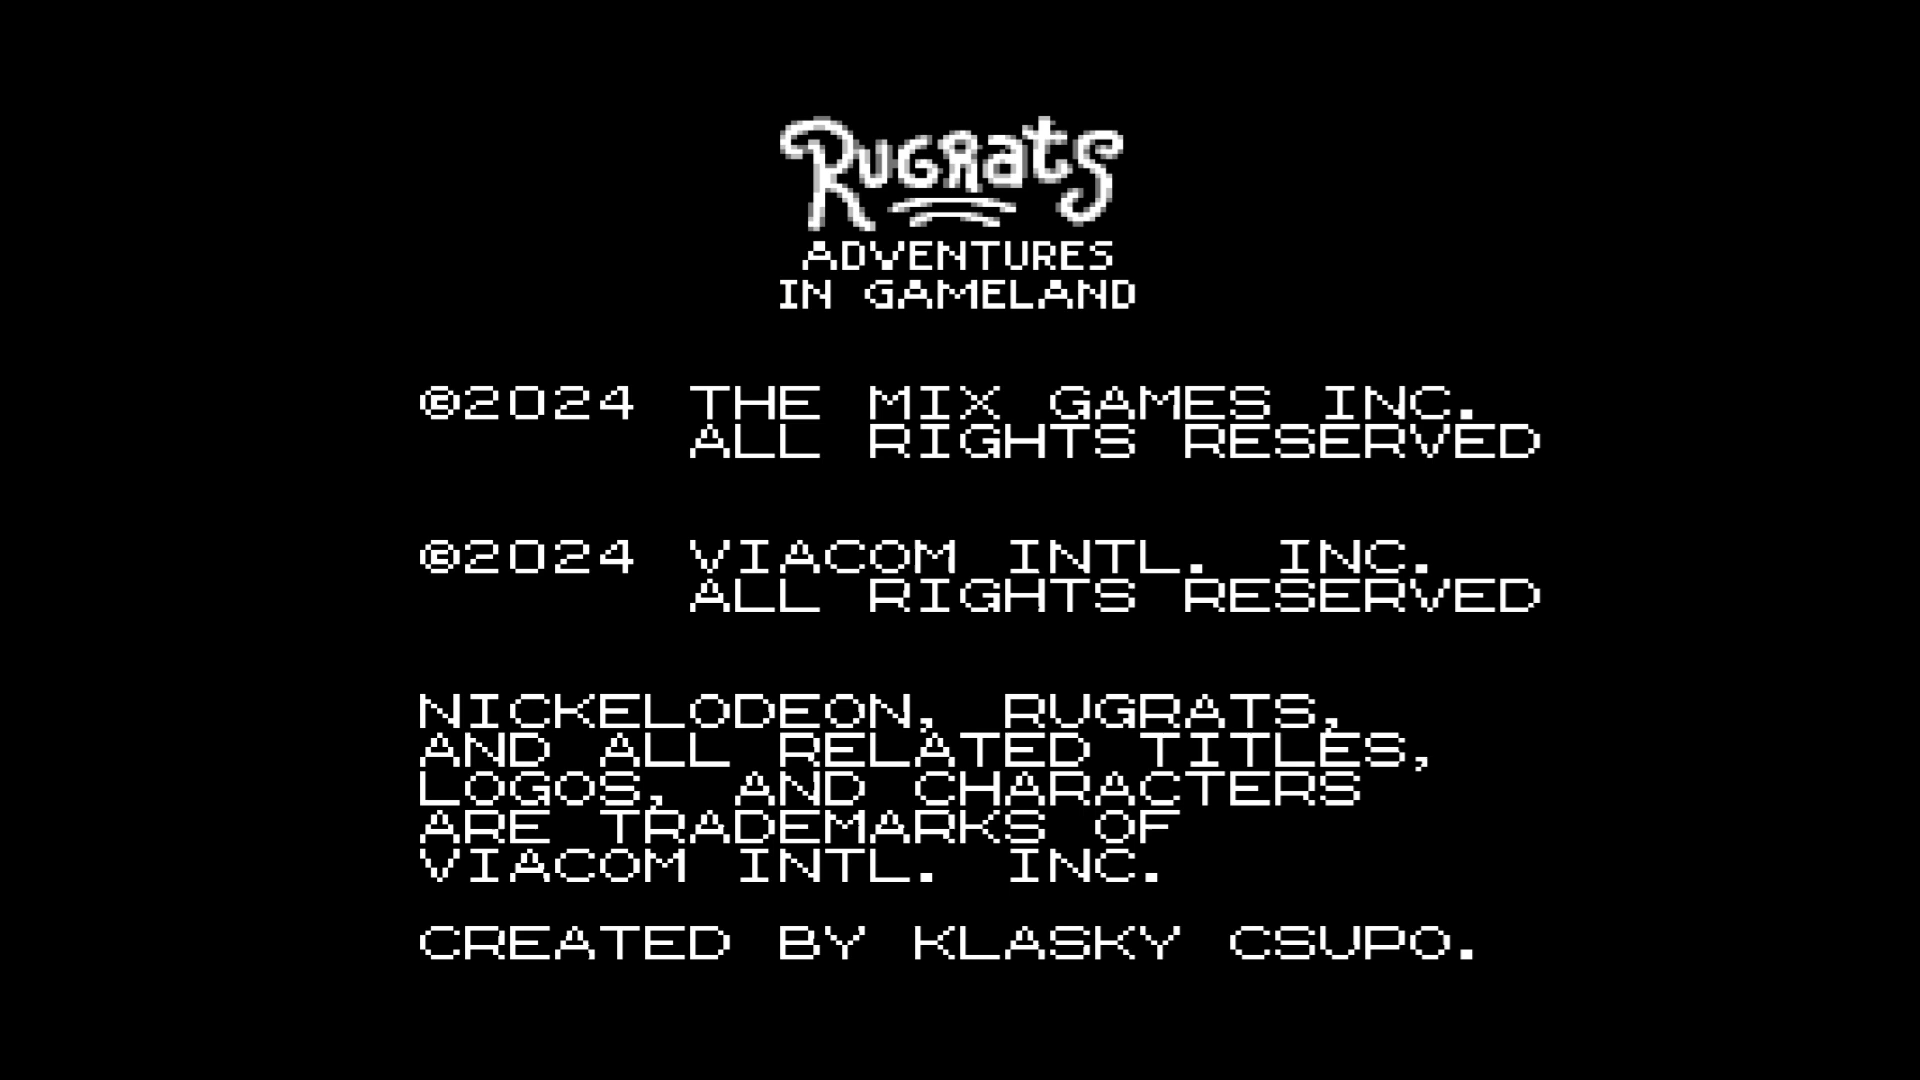 RUGRATS
ADVENTURES
IN GAMELAND
©2024 THE MIX GAMES INC.
ALL RIGHTS RESERVED
©2024 VIACOM INTL. INC.
ALL RIGHTS RESERVED
NICKELODEON, RUGRATS,
AND ALL RELATED TITLES,
LOGOS, AND CHARACTERS
ARE TRADEMARKS OF
VIACOM INTL. INC.
CREATED BY KLASKY CSUPO.